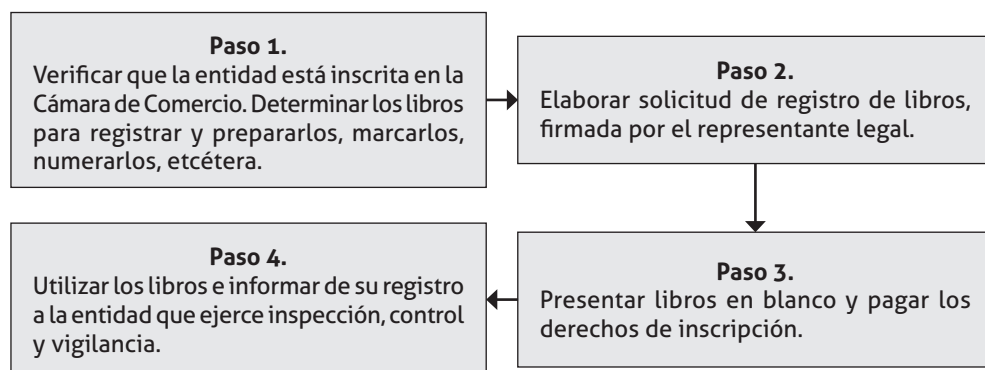 Paso 1.
Verificar que la entidad está inscrita en la
Cámara de Comercio. Determinar los libros
para registrar y prepararlos, marcarlos,
numerarlos, etcétera.
Paso 2.
Elaborar solicitud de registro de libros,
firmada por el representante legal.
Paso 3.
Presentar libros en blanco y pagar los
derechos de inscripción.
Paso 4.
Utilizar los libros e informar de su registro
a la entidad que ejerce inspección, control
y vigilancia.